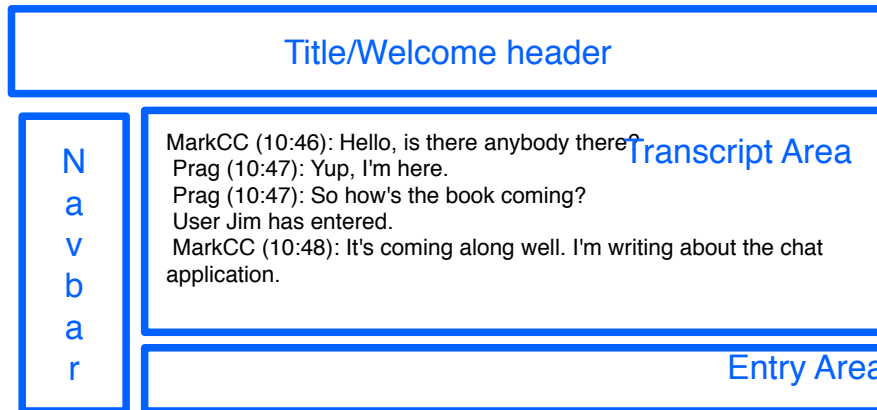 Title/Welcome header
N
a
v
b
a
r
MarkCC (10:46): Hello, is there anybody there?
Transcript Area
Prag (10:47): Yup, I'm here.
Prag (10:47): So how's the book coming?
User Jim has entered.
MarkCC (10:48): It's coming along well. I'm writing about the chat
application.
Entry Area